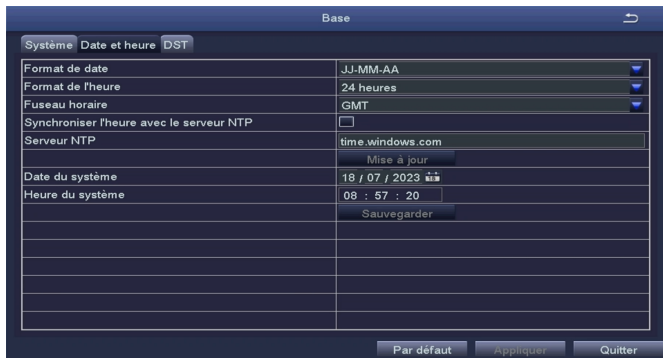 Base
Système Date et heure DST
Format de date JJ-MM-AA
Format de l'heure 24 heures
Fuseau horaire GMT
Synchroniser l'heure avec le serveur NTP
Serveur NTP time.windows.com
Mise à jour
Date du système 18 / 07 / 2023 18
Heure du système 08 : 57 : 20
Sauvegarder
Par défaut Appliquer Quitter